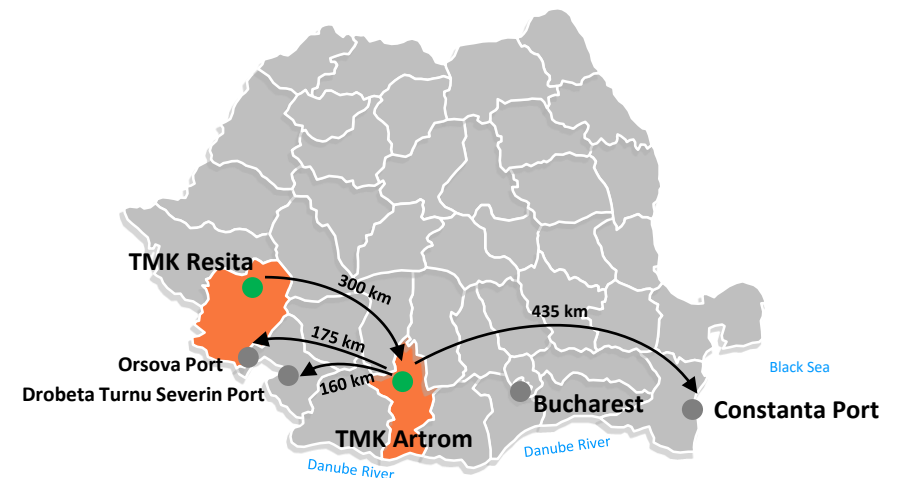 TMK Resita
300 km
435 km
175 km
Orsova Port
Black Sea
160 km
Drobeta Turnu Severin Port
Bucharest
Constanta Port
TMK Artrom
Danube River
Danube River